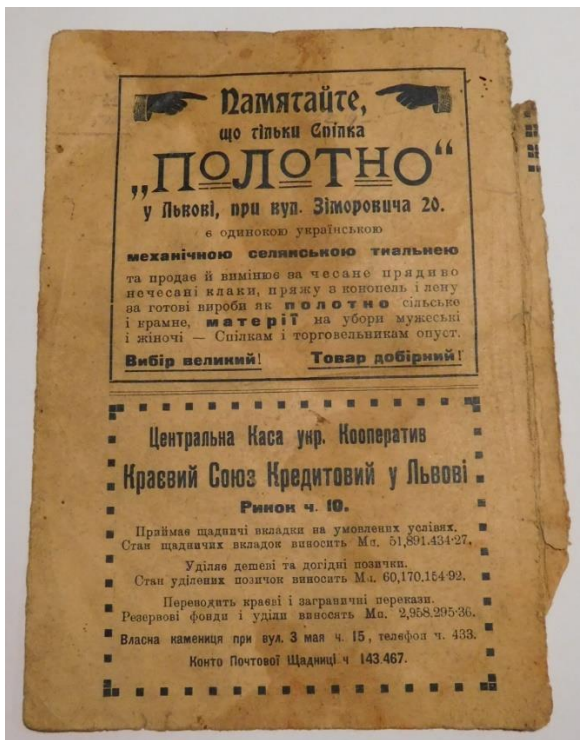 Памятайте,
що тільки Спілка
„ПОЛОТНО“
у Львові, при вул. Зіморовича 20.
є одинокою українською
механічною селянською ткальнею
та продає й вимінює за чесане прядиво
нечесані клаки, пряжу з конопель і лену
за готові вироби як полотно сільське
і крамне, матерії на убори мужеські
і жіночі — Спілкам і торговельникам опуст.
Вибір великий! Товар добірний!
Центральна Каса укр. Кооператив
Краєвий Союз Кредитовий у Львові
Ринок ч. 10.
Приймає щадничі вкладки на умовлених услівях.
Стан щадничих вкладок виносить Мп. 51,891.434·27.
Уділяє дешеві та догідні позички.
Стан уділених позичок виносить Мп. 60,170.154·92.
Переводить краєві і заграничні перекази.
Резервові фонди і уділи виносять Мп. 2,958.295·36.
Власна камениця при вул. 3 мая ч. 15, телефон ч. 433.
Конто Почтової Щадниці ч 143.467.